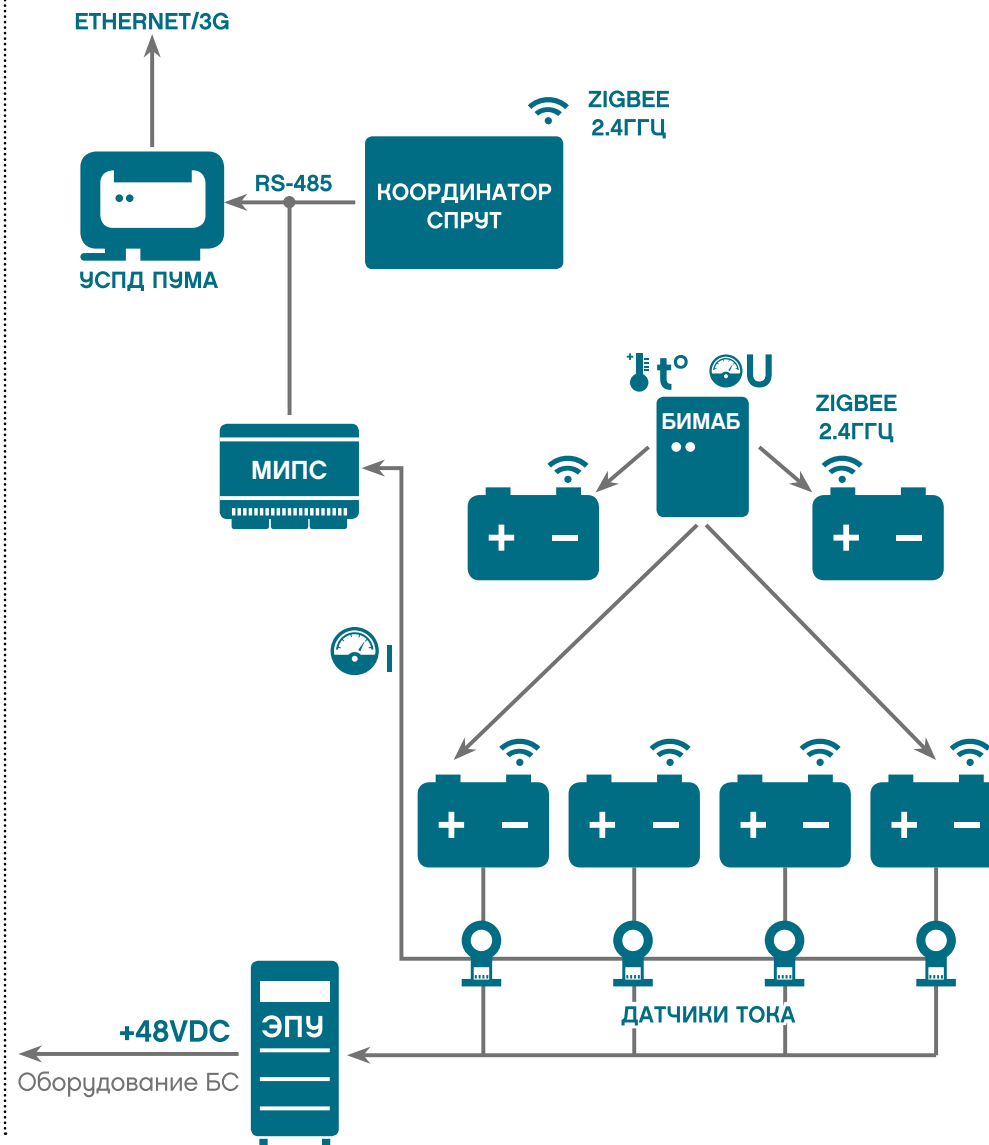 ETHERNET/3G
ZIGBEE
2.4ГГЦ
RS-485
КООРДИНАТОР
СПРУТ
УСПД ПУМА
t° U
БИМАБ
ZIGBEE
2.4ГГЦ
МИПС
+ −
+ −
I
+ −
+ −
+ −
+ −
ДАТЧИКИ ТОКА
ЭПУ
+48VDC
Оборудование БС